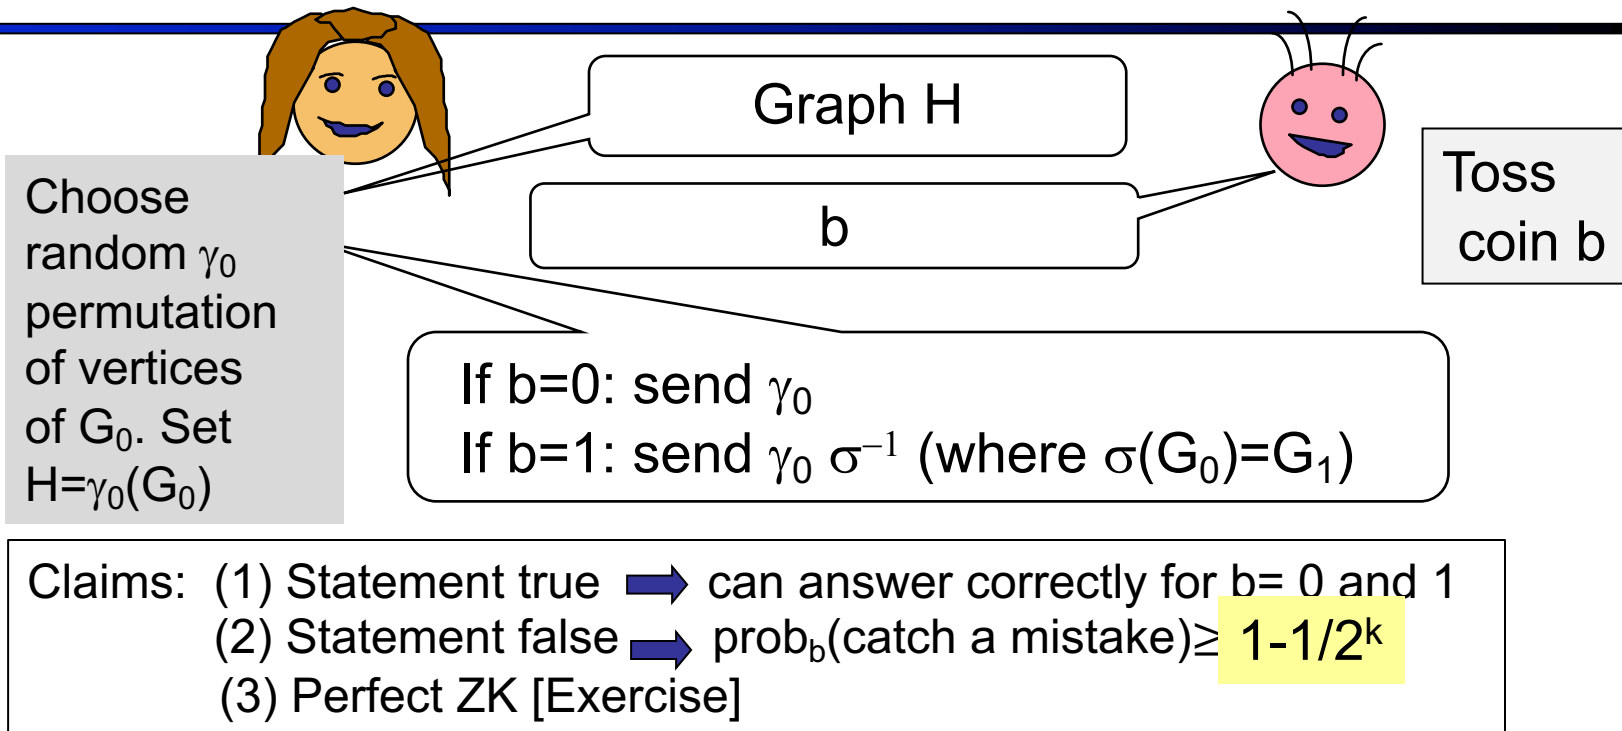 Graph H
b
Toss
coin b
Choose
random γ₀
permutation
of vertices
of G₀. Set
H=γ₀(G₀)
If b=0: send γ₀
If b=1: send γ₀ σ⁻¹ (where σ(G₀)=G₁)
Claims: (1) Statement true ➡ can answer correctly for b= 0 and 1
(2) Statement false ➡ prob_b(catch a mistake)≥ 1-1/2ᵏ
(3) Perfect ZK [Exercise]